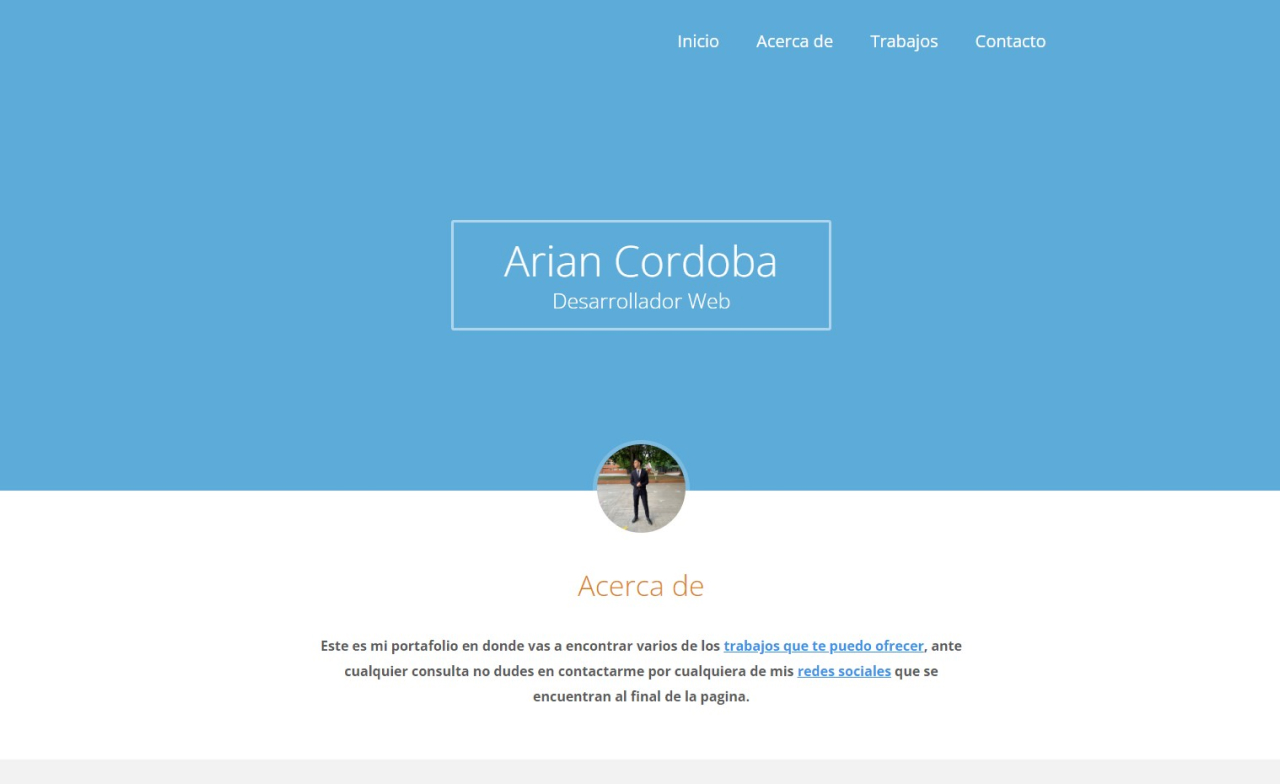 Inicio Acerca de Trabajos Contacto
Arian Cordoba
Desarrollador Web
Acerca de
Este es mi portafolio en donde vas a encontrar varios de los trabajos que te puedo ofrecer, ante
cualquier consulta no dudes en contactarme por cualquiera de mis redes sociales que se
encuentran al final de la pagina.